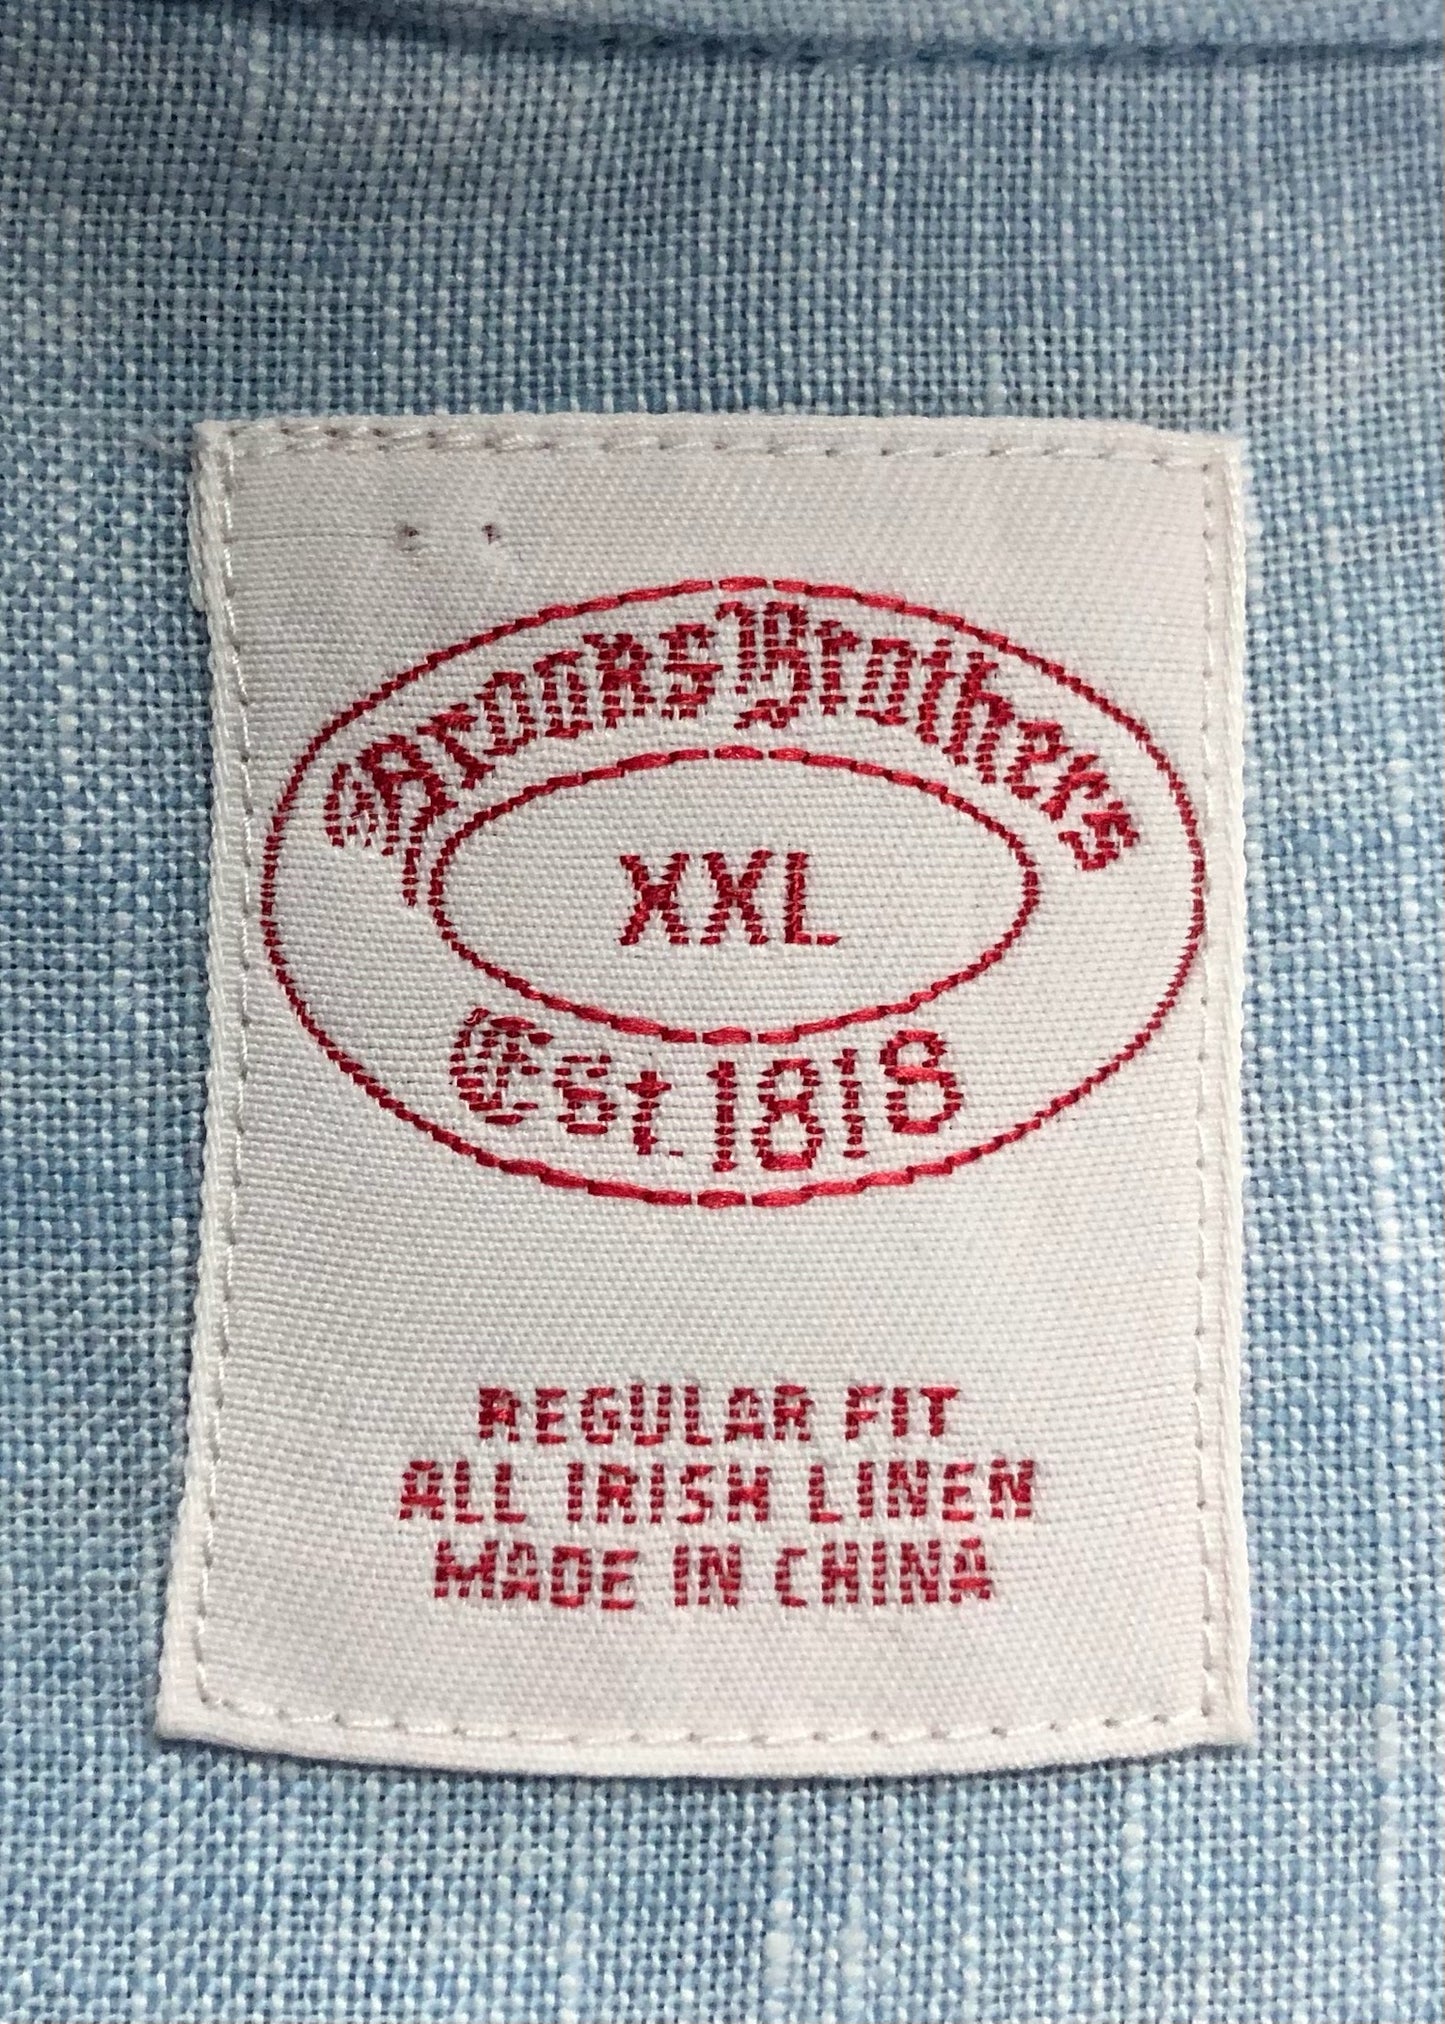 Brooks Brothers
XXL
Est. 1818
REGULAR FIT
ALL IRISH LINEN
MADE IN CHINA